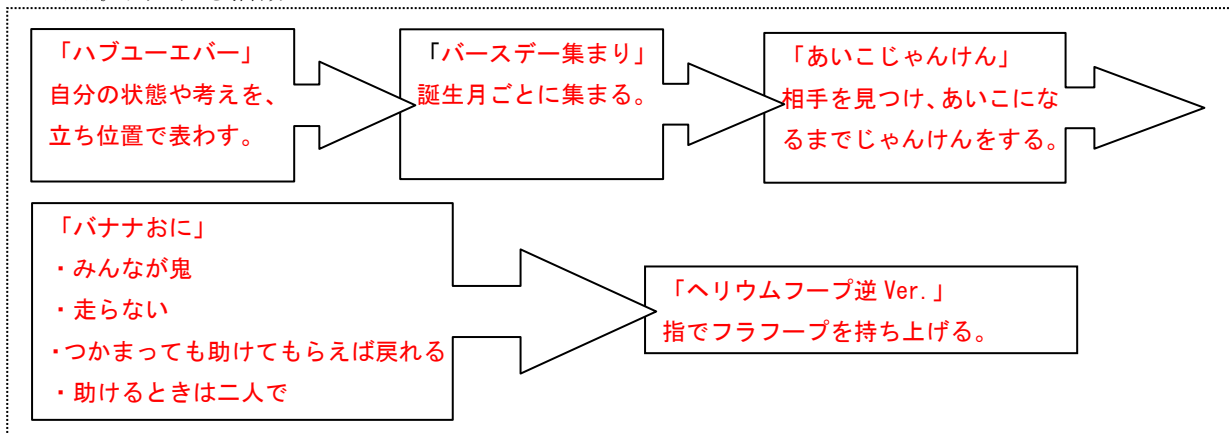 「ハブユーエバー」
自分の状態や考えを、
立ち位置で表わす。
「バースデー集まり」
誕生月ごとに集まる。
「あいこじゃんけん」
相手を見つけ、あいこにな
るまでじゃんけんをする。
「バナナおに」
・みんなが鬼
・走らない
・つかまっても助けてもらえば戻れる
・助けるときは二人で
「ヘリウムフープ逆 Ver.」
指でフラフープを持ち上げる。